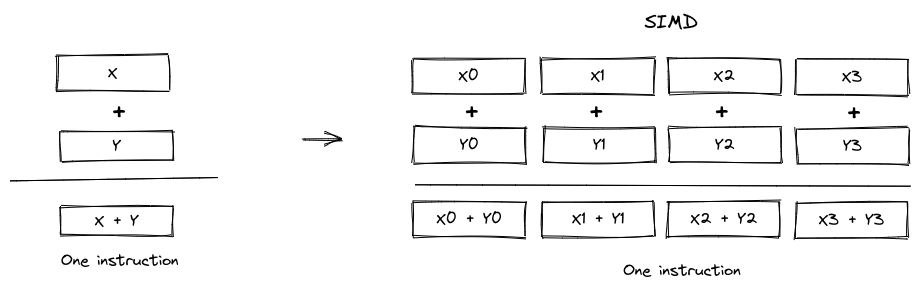 SIMD
X
+
Y
X + Y
One instruction
X0 X1 X2 X3
+ + + +
Y0 Y1 Y2 Y3
X0 + Y0 X1 + Y1 X2 + Y2 X3 + Y3
One instruction